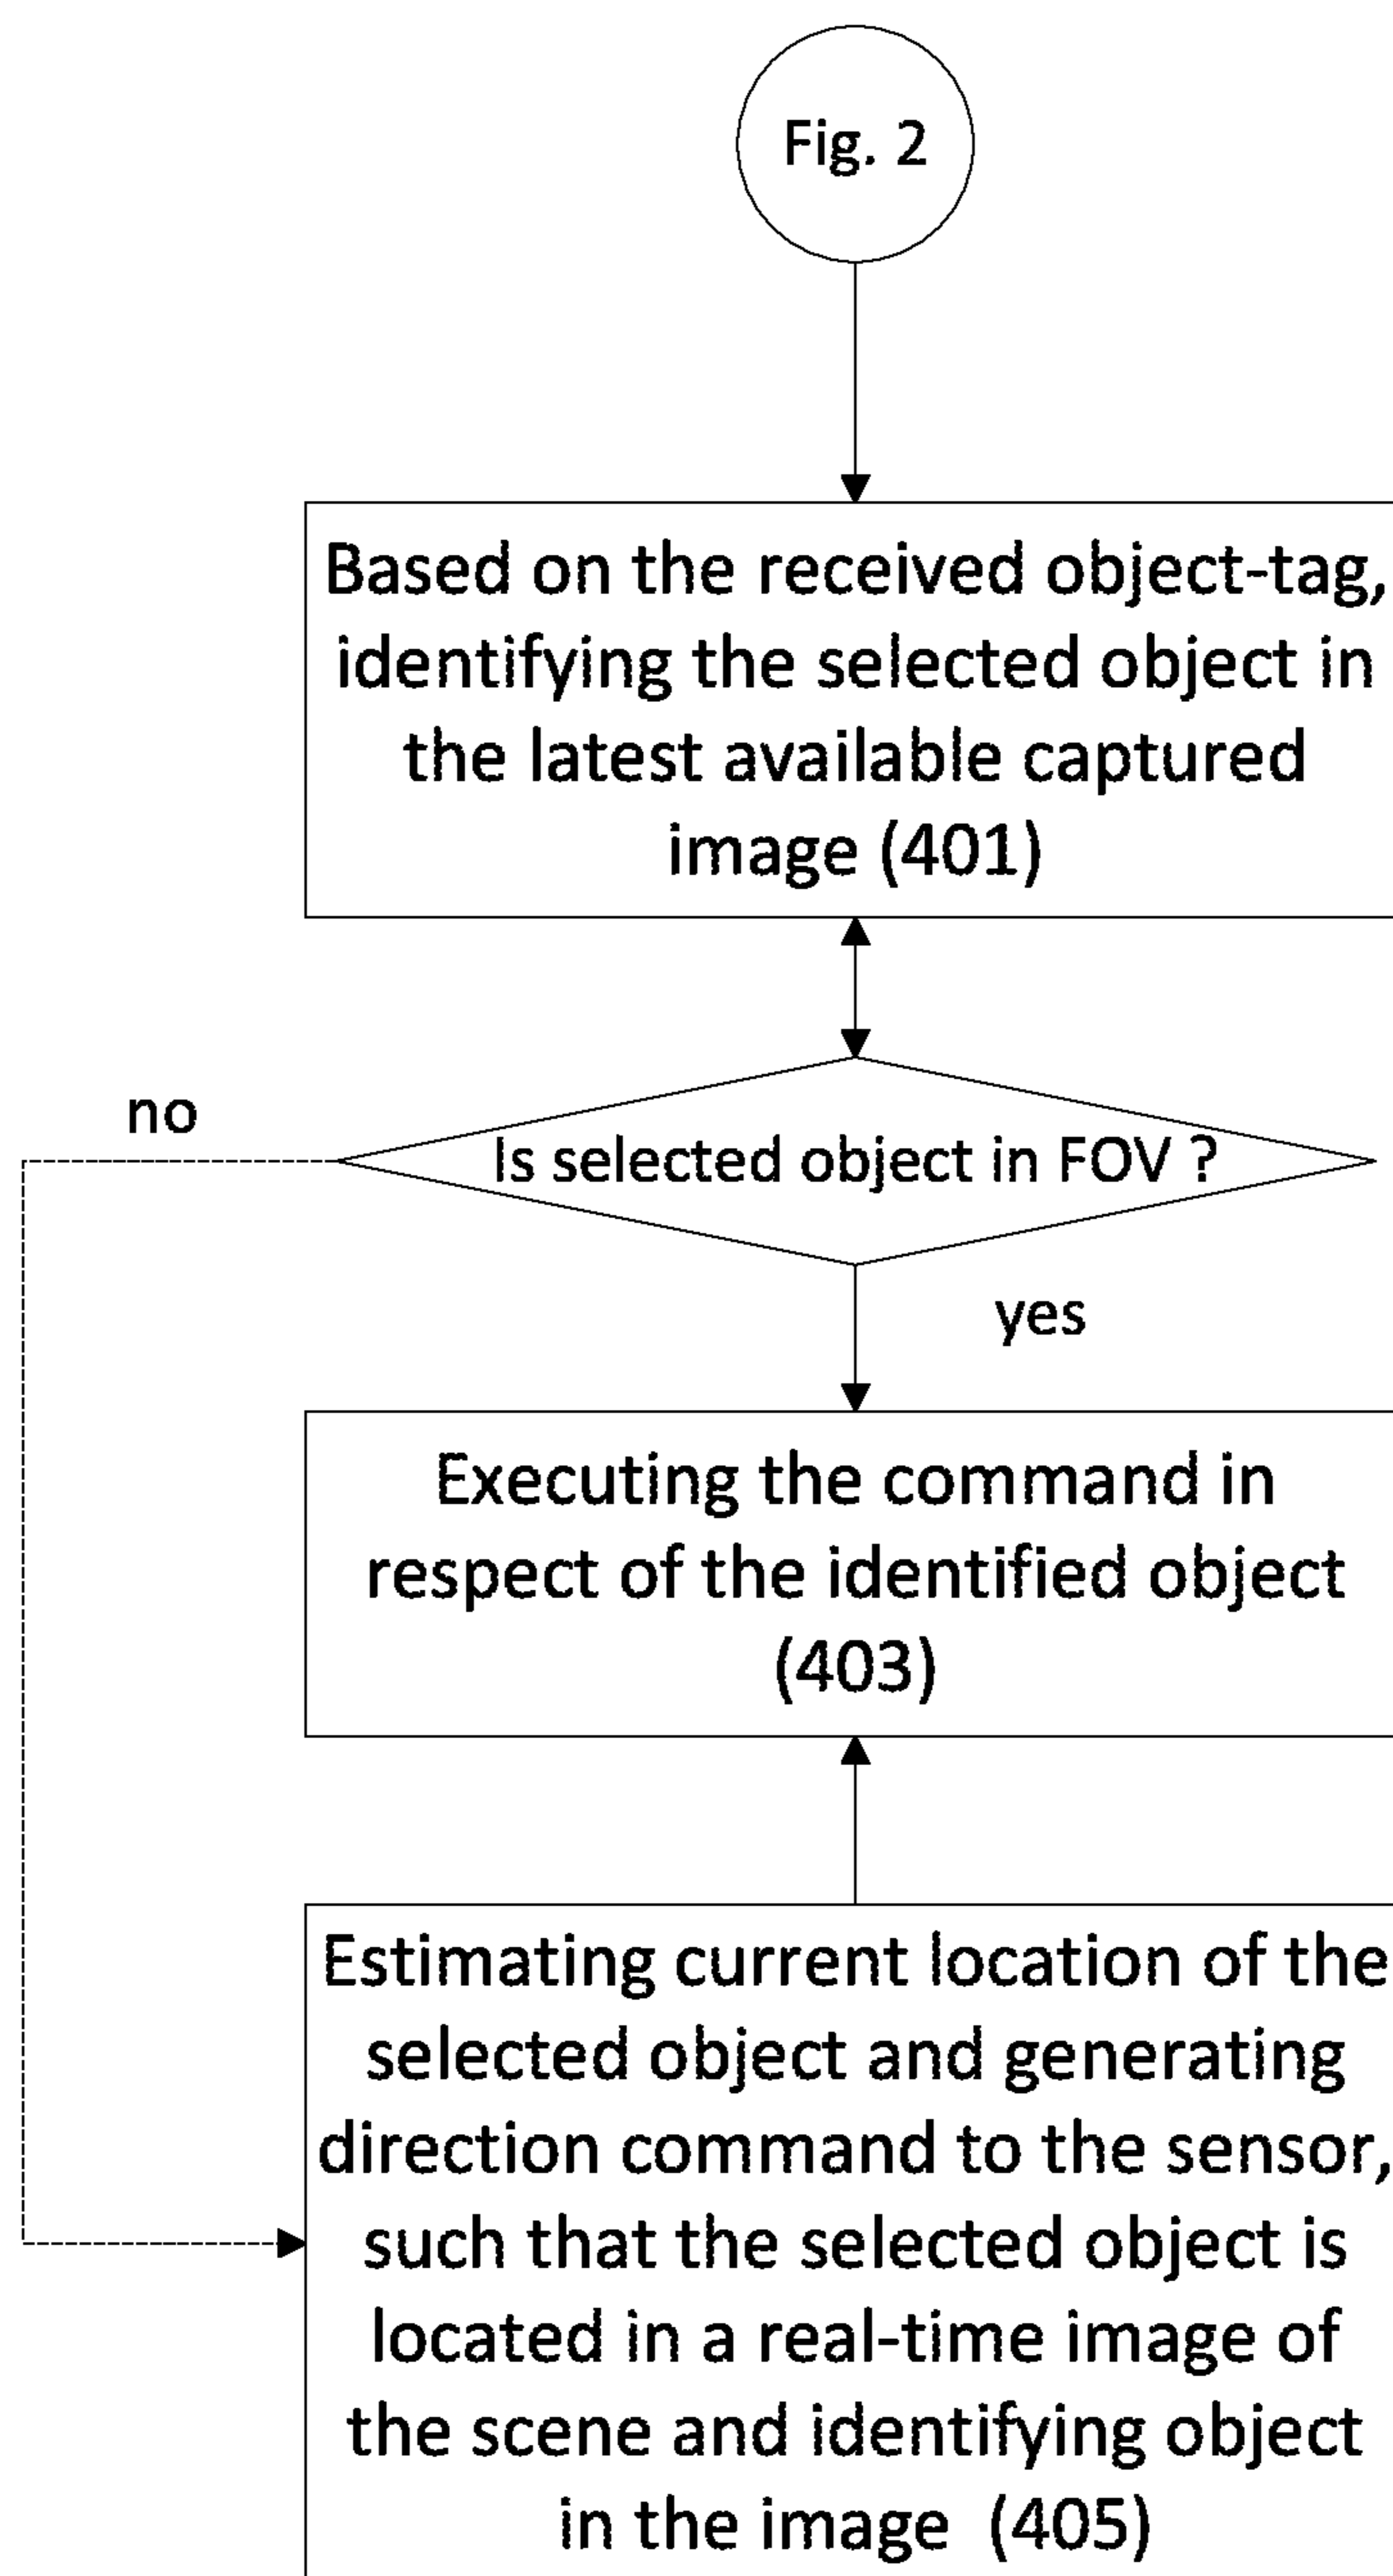 Fig. 2
Based on the received object-tag,
identifying the selected object in
the latest available captured
image (401)
no
Is selected object in FOV ?
yes
Executing the command in
respect of the identified object
(403)
Estimating current location of the
selected object and generating
direction command to the sensor,
such that the selected object is
located in a real-time image of
the scene and identifying object
in the image (405)